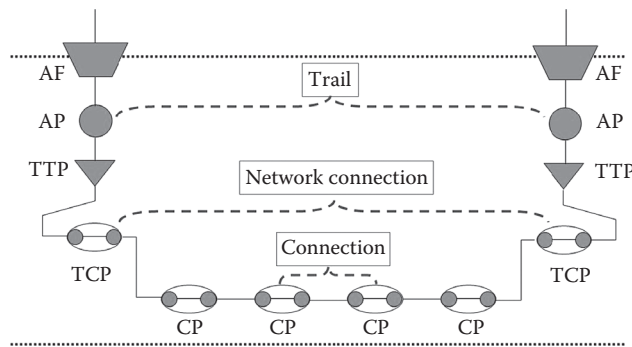 AF
AF
Trail
AP
AP
TTP
TTP
Network connection
Connection
TCP
TCP
CP
CP
CP
CP